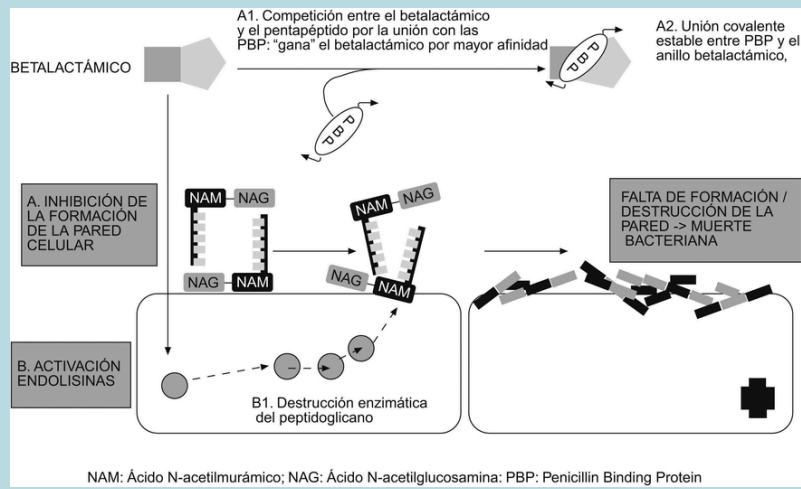 A1. Competición entre el betalactámico
y el pentapéptido por la unión con las
PBP: “gana” el betalactámico por mayor afinidad
A2. Unión covalente
estable entre PBP y el
anillo betalactámico,
BETALACTÁMICO
PBP
PBP
A. INHIBICIÓN DE
LA FORMACIÓN
DE LA PARED
CELULAR
NAM
NAG
NAG
NAM
NAM
NAG
NAG
NAM
FALTA DE FORMACIÓN /
DESTRUCCIÓN DE LA
PARED -> MUERTE
BACTERIANA
B. ACTIVACIÓN
ENDOLISINAS
B1. Destrucción enzimática
del peptidoglicano
NAM: Ácido N-acetilmurámico; NAG: Ácido N-acetilglucosamina: PBP: Penicillin Binding Protein